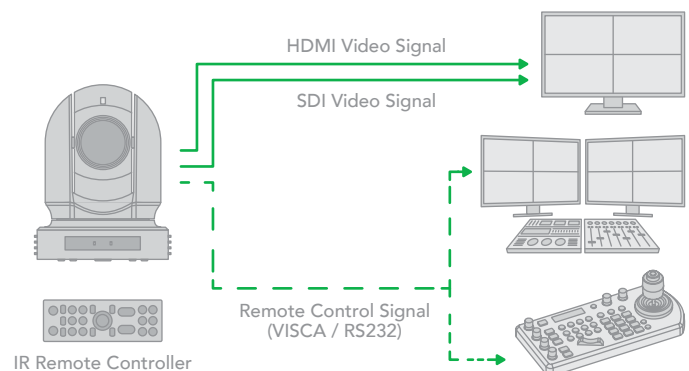 HDMI Video Signal
SDI Video Signal
Remote Control Signal
(VISCA / RS232)
IR Remote Controller